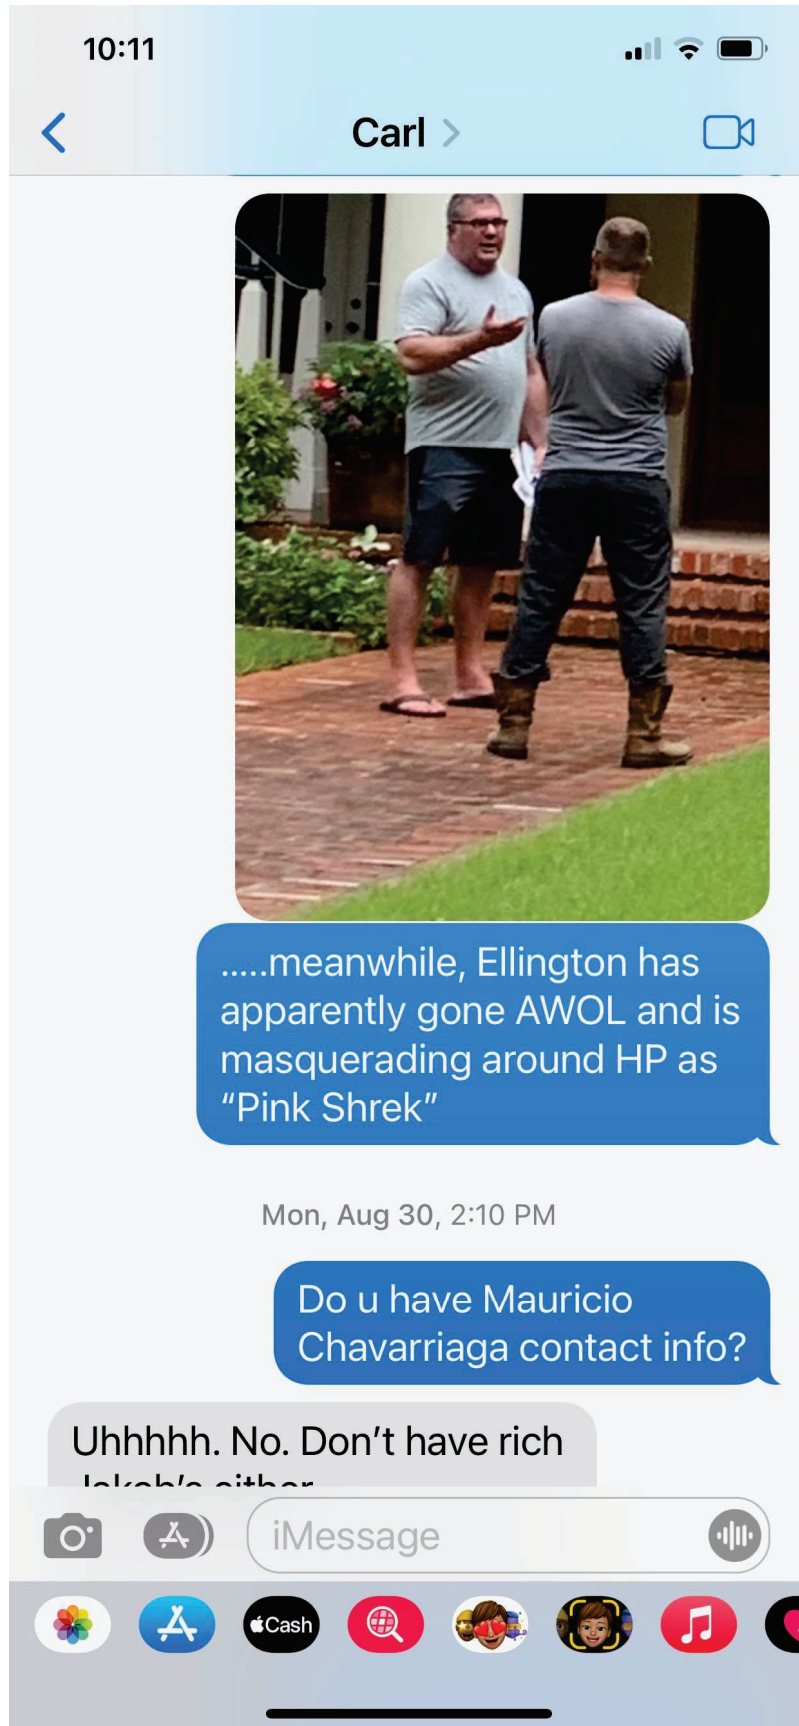 10:11
Carl
.....meanwhile, Ellington has
apparently gone AWOL and is
masquerading around HP as
“Pink Shrek”
Mon, Aug 30, 2:10 PM
Do u have Mauricio
Chavarriaga contact info?
Uhhhhh. No. Don’t have rich
iMessage
Cash